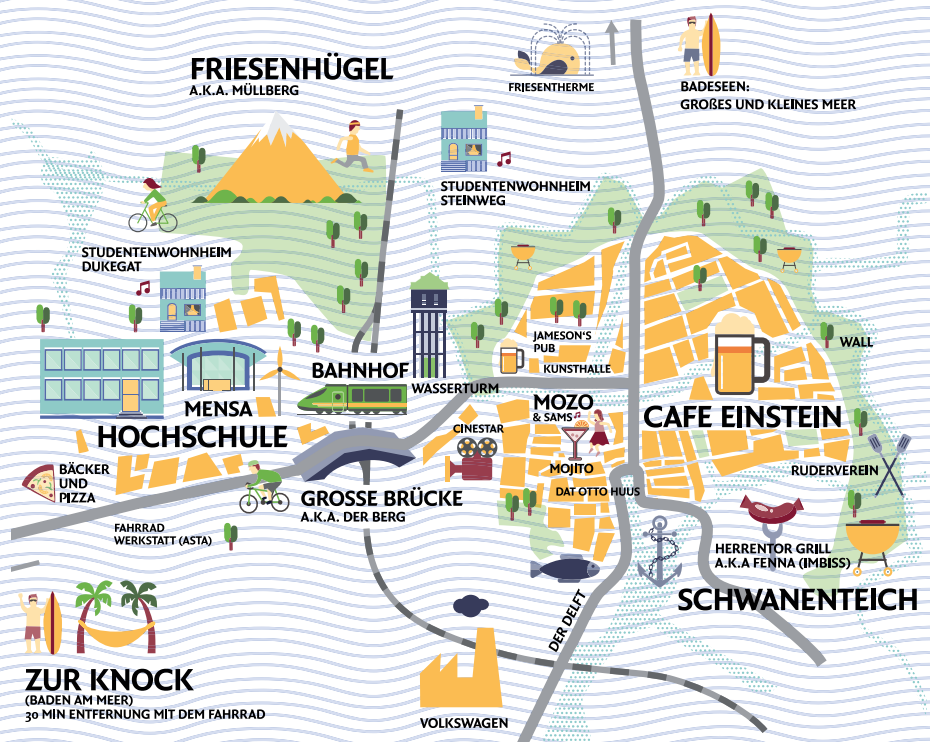 FRIESENHÜGEL
A.K.A. MÜLLBERG
FRIESENTHERME
BADESEEN:
GROßES UND KLEINES MEER
STUDENTENWOHNHEIM
STEINWEG
STUDENTENWOHNHEIM
DUKEGAT
JAMESON'S
PUB
KUNSTHALLE
WALL
BAHNHOF
WASSERTURM
MENSA
HOCHSCHULE
MOZO
& SAMS
CAFE EINSTEIN
CINESTAR
MOJITO
DAT OTTO HUUS
RUDERVEREIN
BÄCKER
UND
PIZZA
GROSSE BRÜCKE
A.K.A. DER BERG
FAHRRAD
WERKSTATT (ASTA)
HERRENTOR GRILL
A.K.A FENNA (IMBISS)
SCHWANENTEICH
DER DELFT
ZUR KNOCK
(BADEN AM MEER)
30 MIN ENTFERNUNG MIT DEM FAHRRAD
VOLKSWAGEN